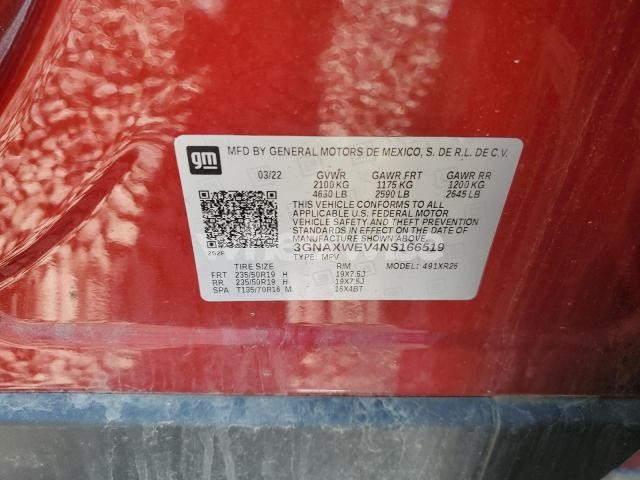 gm
MFD BY GENERAL MOTORS DE MEXICO, S. DE R.L. DE C.V.
03/22 GVWR GAWR FRT GAWR RR
2100 KG 1175 KG 1200 KG
4630 LB 2590 LB 2645 LB
THIS VEHICLE CONFORMS TO ALL
APPLICABLE U.S. FEDERAL MOTOR
VEHICLE SAFETY AND THEFT PREVENTION
STANDARDS IN EFFECT ON THE DATE
OF MANUFACTURE SHOWN ABOVE.
3GNAXWEV4NS166519
252F TYPE: MPV
TIRE SIZE RIM MODEL: 491XR26
FRT 235/50R19 H 19X7.5J
RR 235/50R19 H 19X7.5J
SPA T135/70R16 M 16X4BT